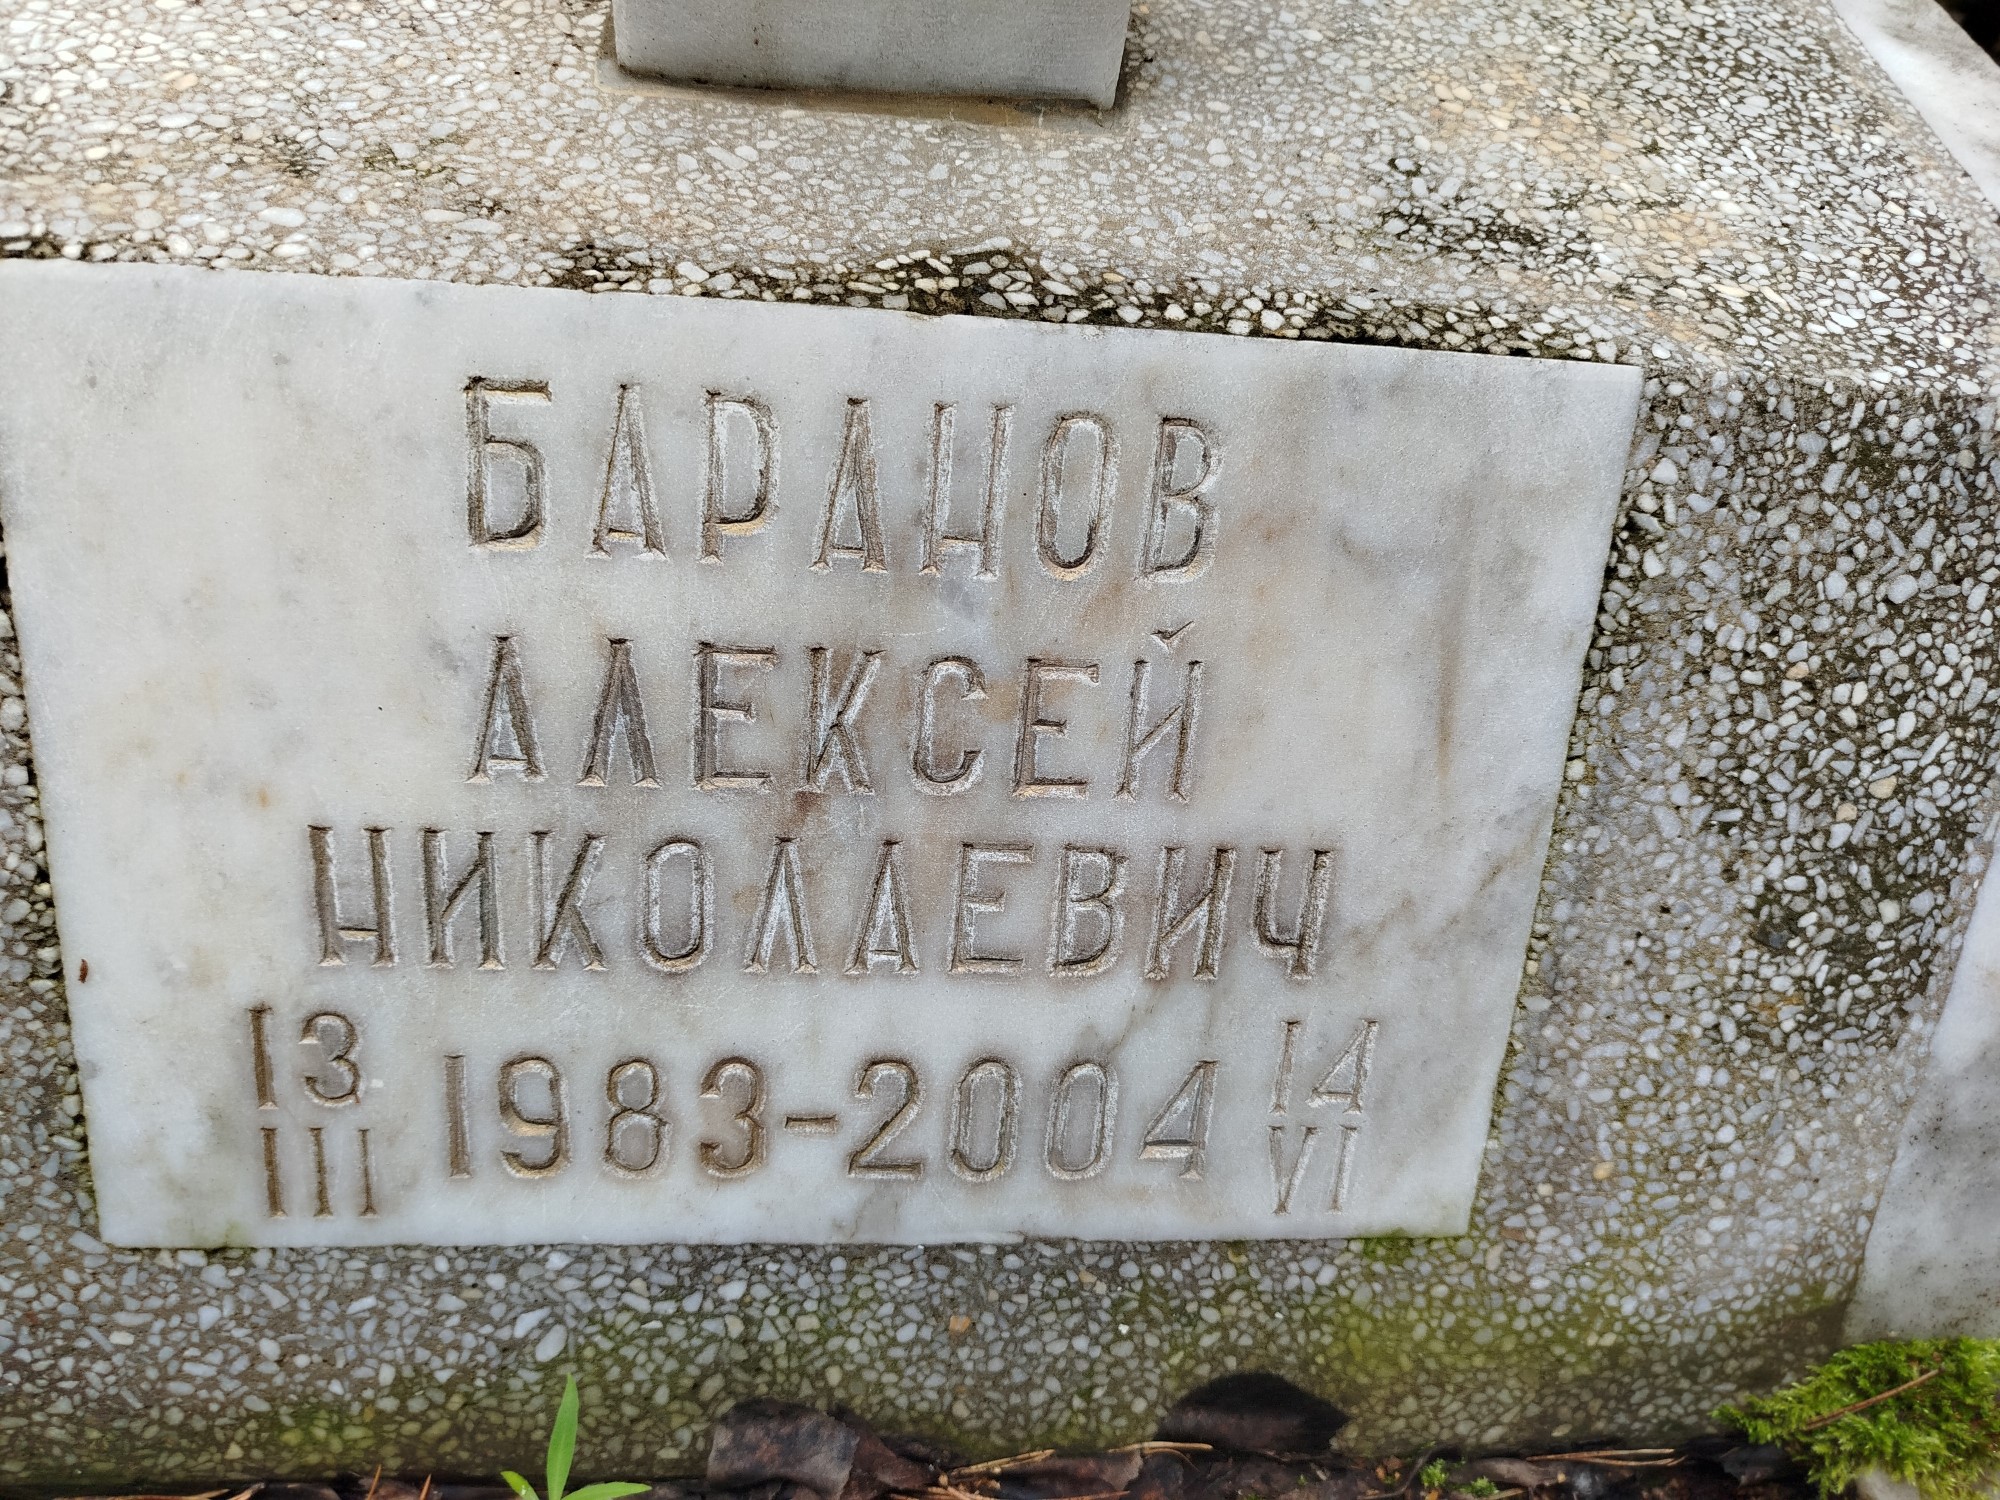 БАРАНОВ
АЛЕКСЕЙ
НИКОЛАЕВИЧ
13 III 1983-2004 14 VI